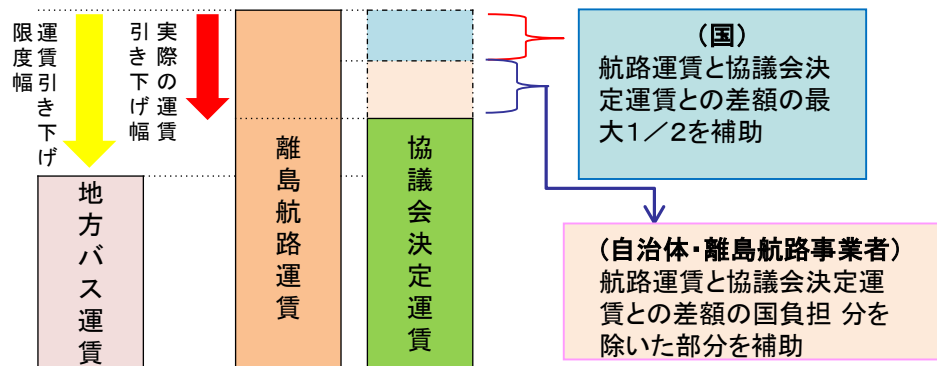 運賃引き下げ
限度幅
実際の運賃
引き下げ幅
地方バス運賃
離島航路運賃
協議会決定運賃
(国)
航路運賃と協議会決
定運賃との差額の最
大1/2を補助
(自治体・離島航路事業者)
航路運賃と協議会決定運
賃との差額の国負担 分を
除いた部分を補助